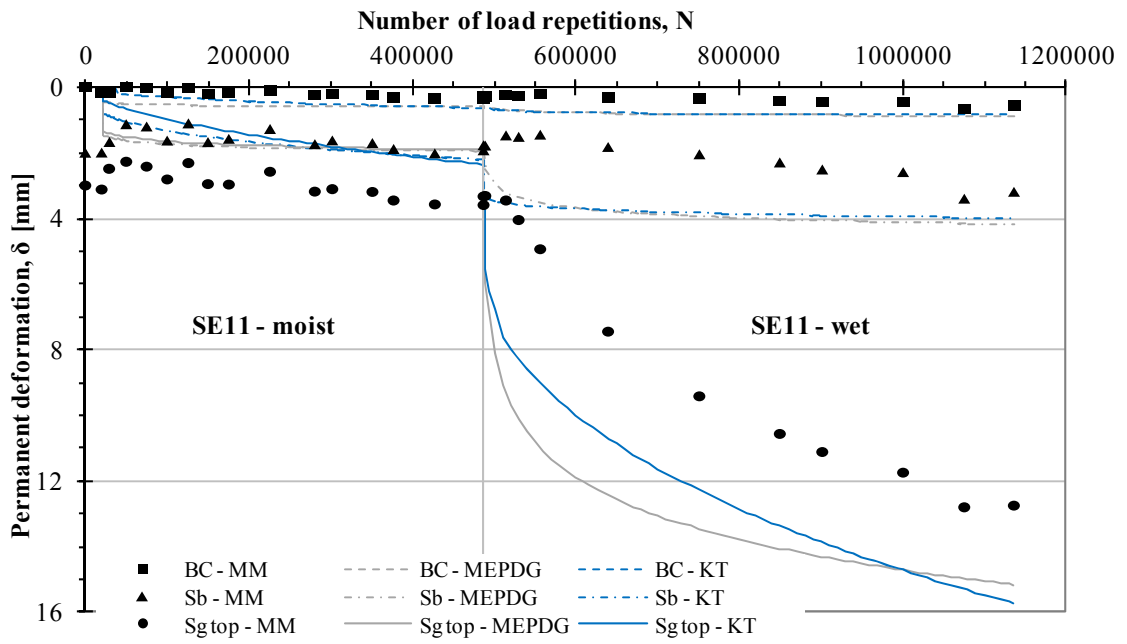 Number of load repetitions, N
0 200000 400000 600000 800000 1000000 1200000
0
4
8
12
16
Permanent deformation, δ [mm]
SE11 - moist
SE11 - wet
BC - MM
BC - MEPDG
BC - KT
Sb - MM
Sb - MEPDG
Sb - KT
Sg top - MM
Sg top - MEPDG
Sg top - KT